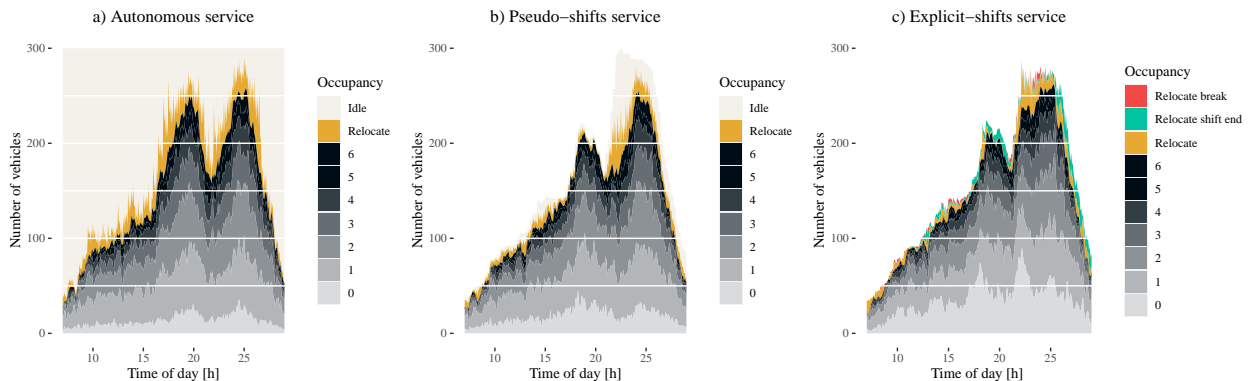 a) Autonomous service
Number of vehicles
300
200
100
0
10 15 20 25
Time of day [h]
Occupancy
Idle
Relocate
6
5
4
3
2
1
0
b) Pseudo−shifts service
Number of vehicles
300
200
100
0
10 15 20 25
Time of day [h]
Occupancy
Idle
Relocate
6
5
4
3
2
1
0
c) Explicit−shifts service
Number of vehicles
300
200
100
0
10 15 20 25
Time of day [h]
Occupancy
Relocate break
Relocate shift end
Relocate
6
5
4
3
2
1
0